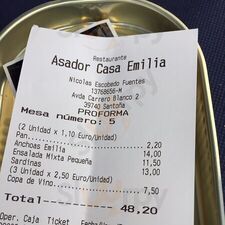 Restaurante
Asador Casa Emilia
Nicolas Escobedo Fuentes
13768656-M
Avda Carrero Blanco 2
39740 Santoña
PROFORMA
Mesa número: 5
(2 Unidad x 1,10 Euro/Unidad)
Pan 2,20
Anchoas Emilia 14,00
Ensalada Mixta Pequeña 11,50
Sardinas 13,00
(3 Unidad x 2,50 Euro/Unidad)
Copa de Vino 7,50
Total 48,20
Oper. Caja Ticket